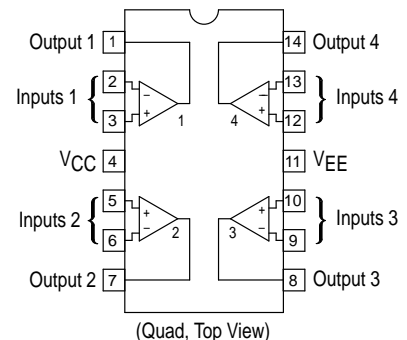 Output 1 1 14 Output 4
Inputs 1 { 2 − − 13 } Inputs 4
3 + 1 4 + 12
VCC 4 11 VEE
Inputs 2 { 5 + + 10 } Inputs 3
6 − 2 3 − 9
Output 2 7 8 Output 3
(Quad, Top View)